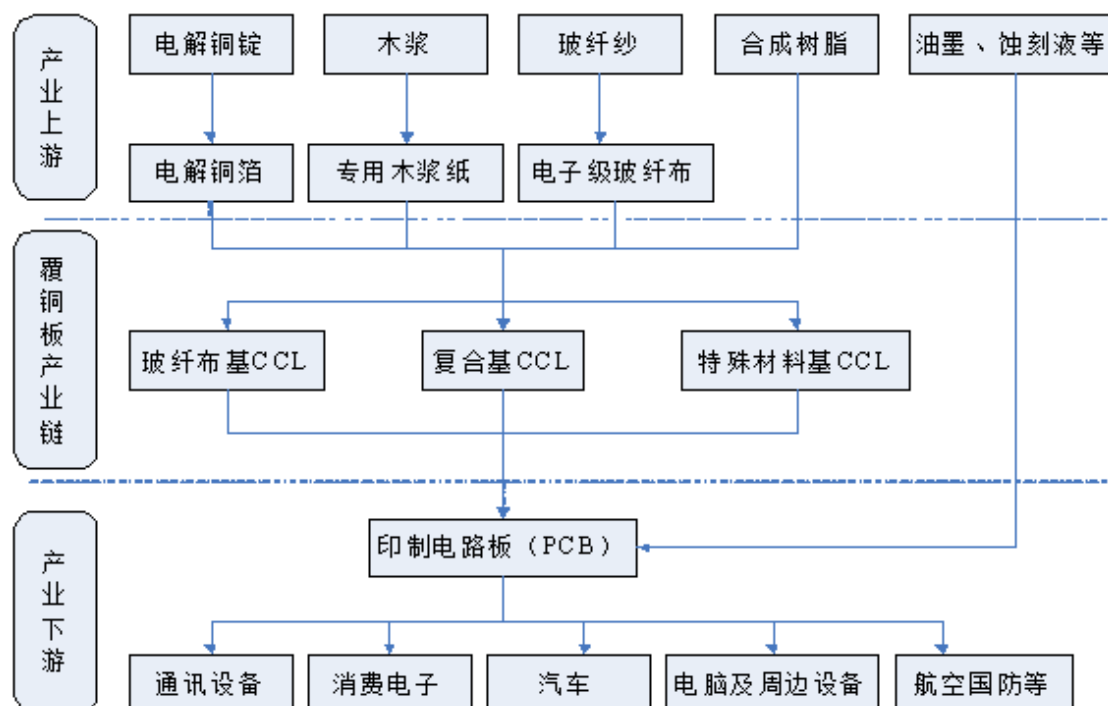 产业上游
电解铜锭
木浆
玻纤纱
合成树脂
油墨、蚀刻液等
电解铜箔
专用木浆纸
电子级玻纤布
覆铜板产业链
玻纤布基CCL
复合基CCL
特殊材料基CCL
产业下游
印制电路板（PCB）
通讯设备
消费电子
汽车
电脑及周边设备
航空国防等